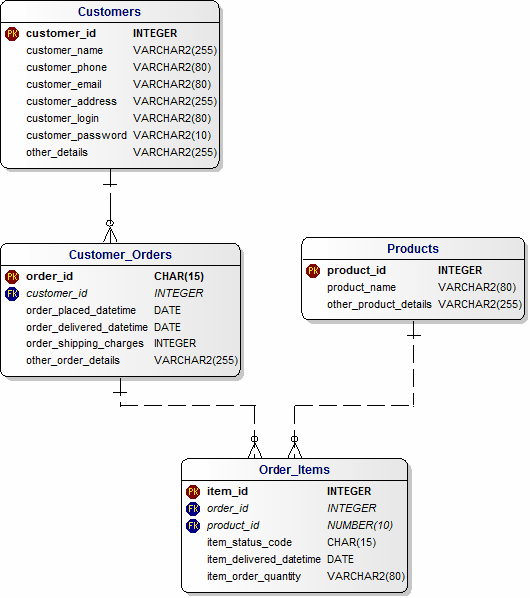 Customers
PK customer_id INTEGER
customer_name VARCHAR2(255)
customer_phone VARCHAR2(80)
customer_email VARCHAR2(80)
customer_address VARCHAR2(255)
customer_login VARCHAR2(80)
customer_password VARCHAR2(10)
other_details VARCHAR2(255)
Customer_Orders
PK order_id CHAR(15)
FK customer_id INTEGER
order_placed_datetime DATE
order_delivered_datetime DATE
order_shipping_charges INTEGER
other_order_details VARCHAR2(255)
Products
PK product_id INTEGER
product_name VARCHAR2(80)
other_product_details VARCHAR2(255)
Order_Items
PK item_id INTEGER
FK order_id INTEGER
FK product_id NUMBER(10)
item_status_code CHAR(15)
item_delivered_datetime DATE
item_order_quantity VARCHAR2(80)